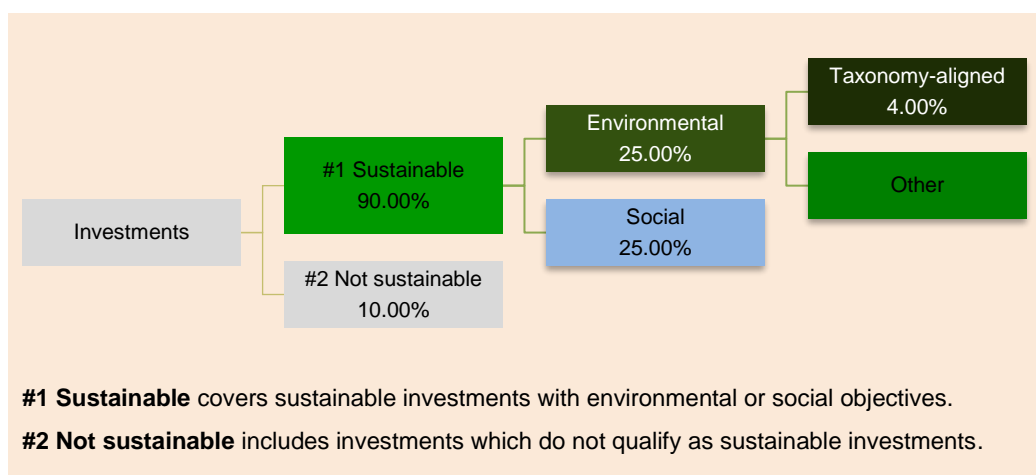 Investments
#1 Sustainable
90.00%
#2 Not sustainable
10.00%
Environmental
25.00%
Social
25.00%
Taxonomy-aligned
4.00%
Other
#1 Sustainable covers sustainable investments with environmental or social objectives.
#2 Not sustainable includes investments which do not qualify as sustainable investments.